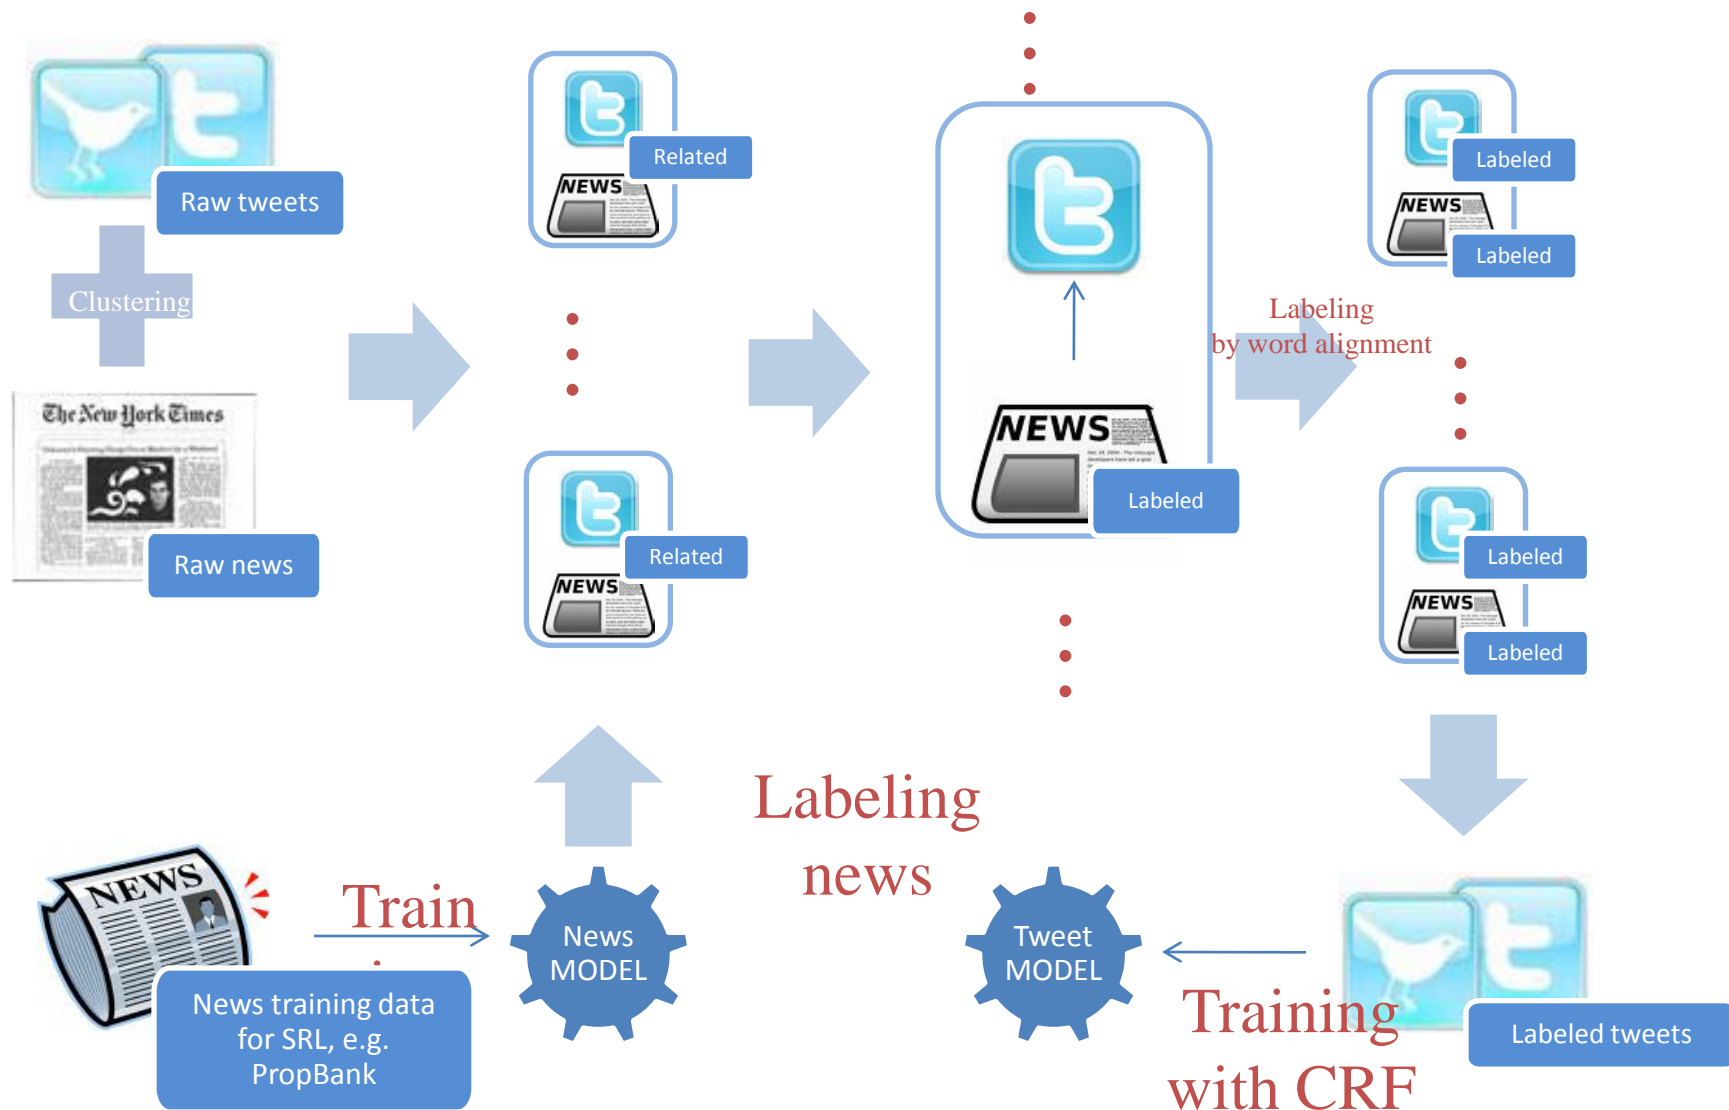 Raw tweets
Clustering
The New York Times
Raw news
NEWS
Related
NEWS
Related
NEWS
Labeled
Labeling
by word alignment
Labeled
NEWS
Labeled
Labeled
NEWS
Labeled
NEWS
News training data
for SRL, e.g.
PropBank
Train
News
MODEL
Labeling
news
Tweet
MODEL
Training
with CRF
Labeled tweets